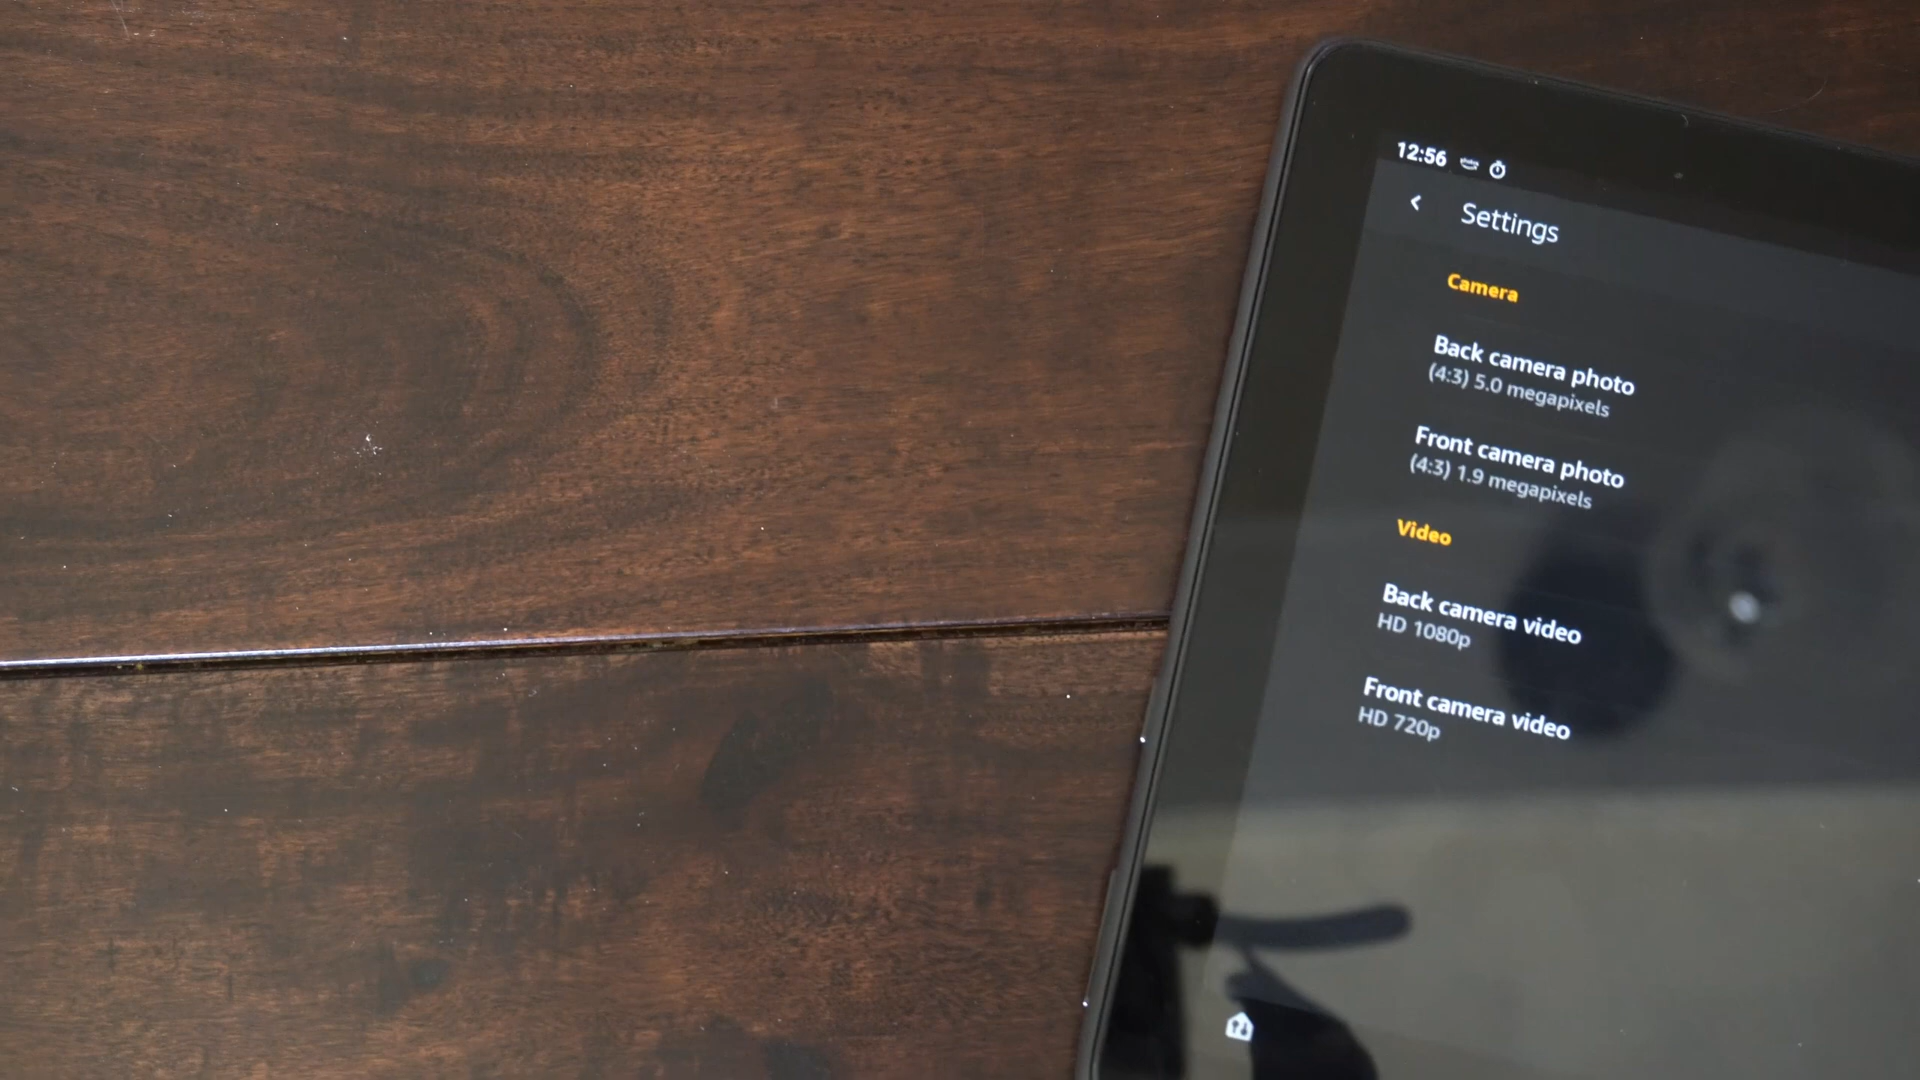 12:56
Settings
Camera
Back camera photo
(4:3) 5.0 megapixels
Front camera photo
(4:3) 1.9 megapixels
Video
Back camera video
HD 1080p
Front camera video
HD 720p